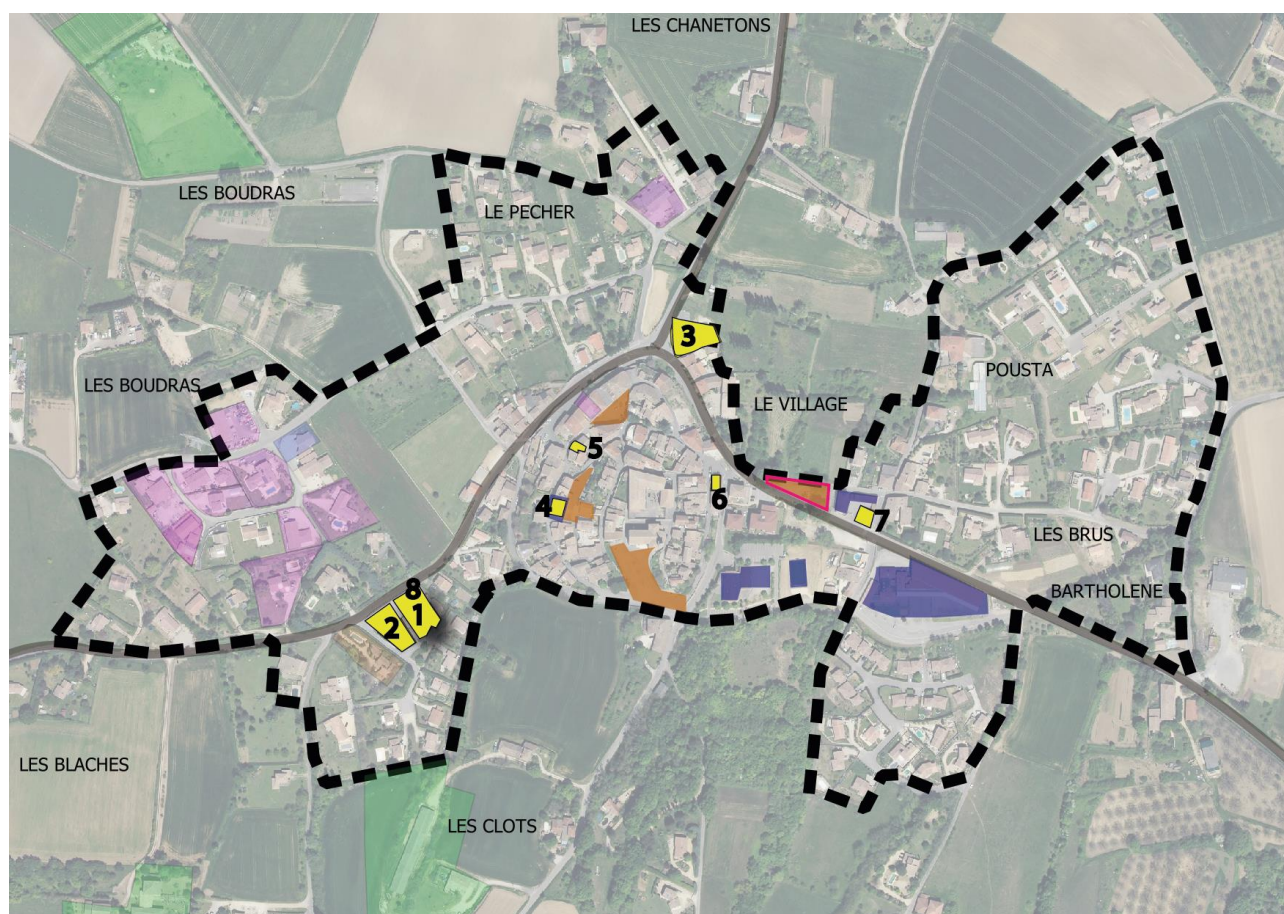 LES CHANETONS
LES BOUDRAS
LE PECHER
3
LES BOUDRAS
POUSTA
LE VILLAGE
5
4
6
7
LES BRUS
8
1
2
BARTHOLENE
LES BLACHES
LES CLOTS